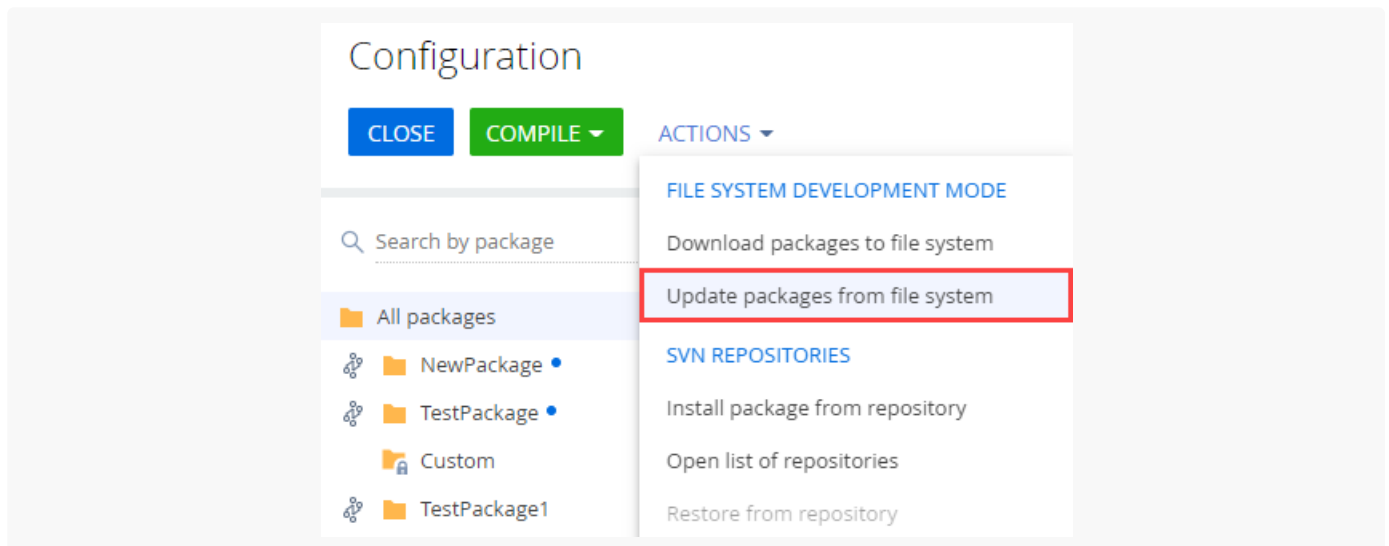 Configuration
CLOSE
COMPILE
ACTIONS
FILE SYSTEM DEVELOPMENT MODE
Download packages to file system
Update packages from file system
SVN REPOSITORIES
Install package from repository
Open list of repositories
Restore from repository
Search by package
All packages
NewPackage
TestPackage
Custom
TestPackage1